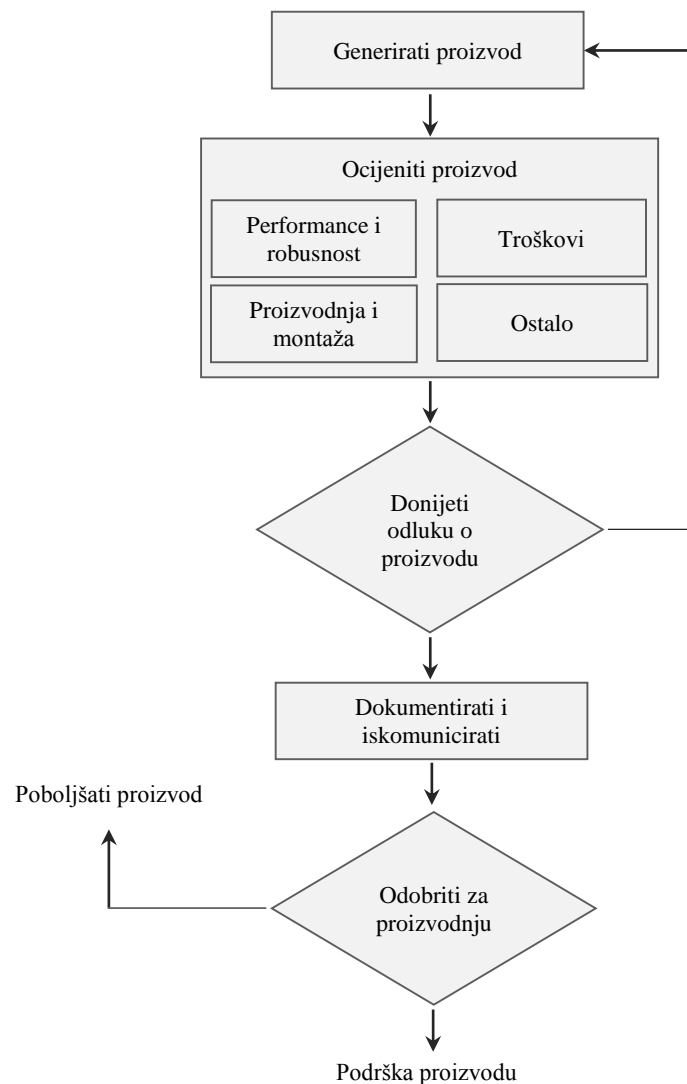 Generirati proizvod
Ocijeniti proizvod
Performance i
robusnost
Troškovi
Proizvodnja i
montaža
Ostalo
Donijeti
odluku o
proizvodu
Dokumentirati i
iskomunicirati
Poboljšati proizvod
Odobriti za
proizvodnju
Podrška proizvodu